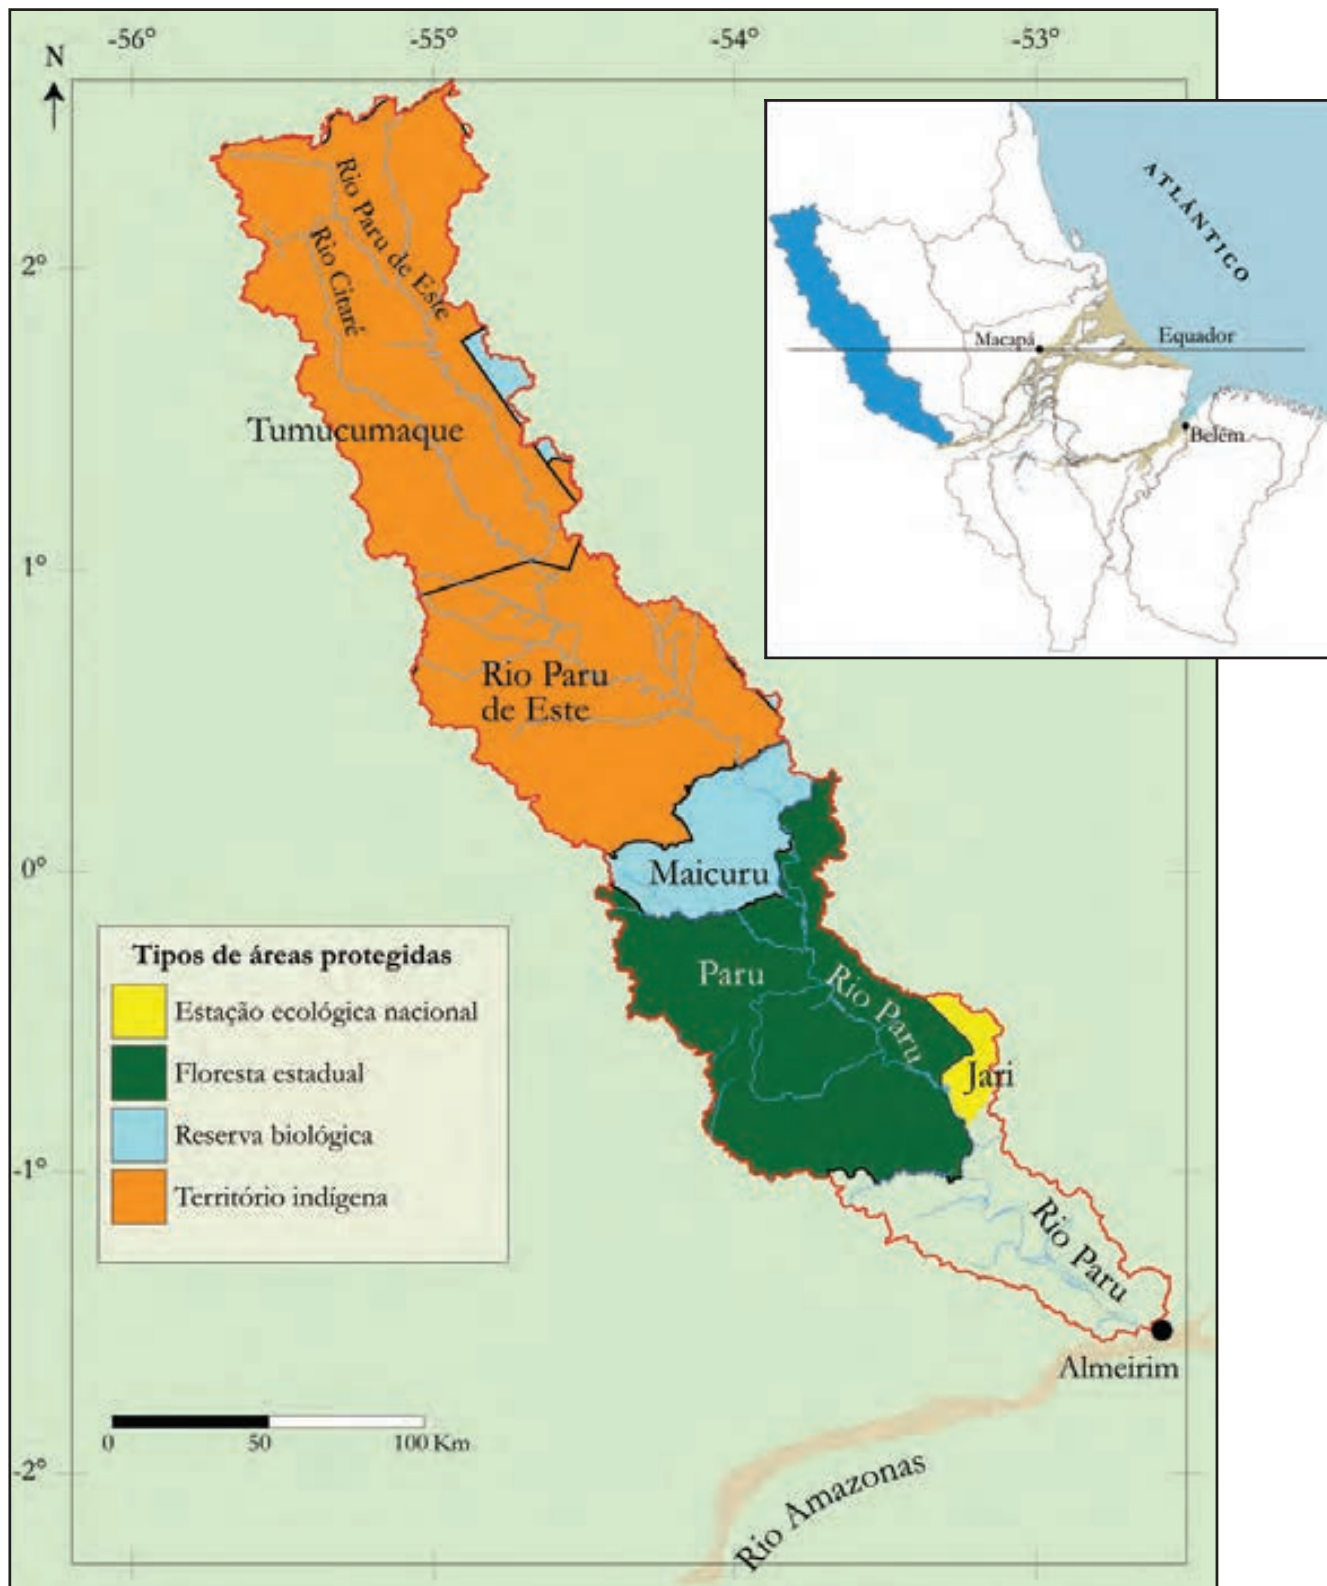 -56°
-55°
-54°
-53°
N
2°
1°
0°
-1°
-2°
Rio Paru de Este
Rio Citaré
Tumucumaque
Rio Paru
de Este
Maicuru
Paru
Rio Paru
Jari
Rio Paru
Almeirim
Rio Amazonas
ATLÁNTICO
Equador
Macapá
Belém
Tipos de áreas protegidas
Estação ecológica nacional
Floresta estadual
Reserva biológica
Território indígena
0 50 100 Km